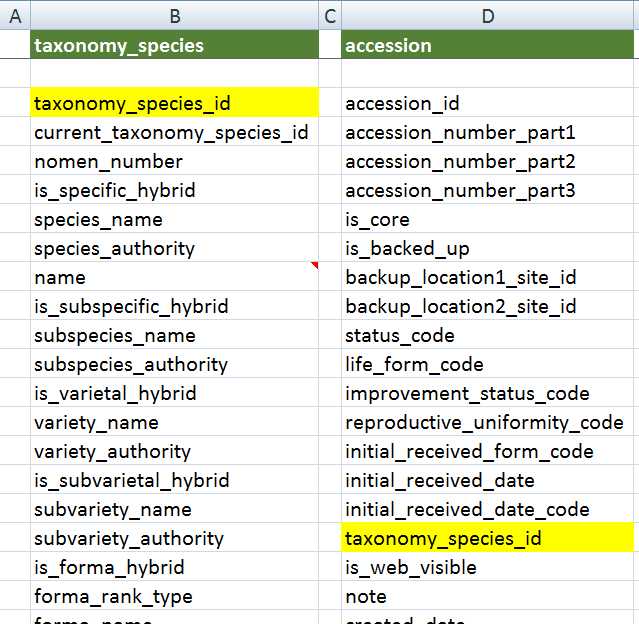 A B C D
taxonomy_species accession
taxonomy_species_id accession_id
current_taxonomy_species_id accession_number_part1
nomen_number accession_number_part2
is_specific_hybrid accession_number_part3
species_name is_core
species_authority is_backed_up
name backup_location1_site_id
is_subspecific_hybrid backup_location2_site_id
subspecies_name status_code
subspecies_authority life_form_code
is_varietal_hybrid improvement_status_code
variety_name reproductive_uniformity_code
variety_authority initial_received_form_code
is_subvarietal_hybrid initial_received_date
subvariety_name initial_received_date_code
subvariety_authority taxonomy_species_id
is_forma_hybrid is_web_visible
forma_rank_type note
forma_name created_date